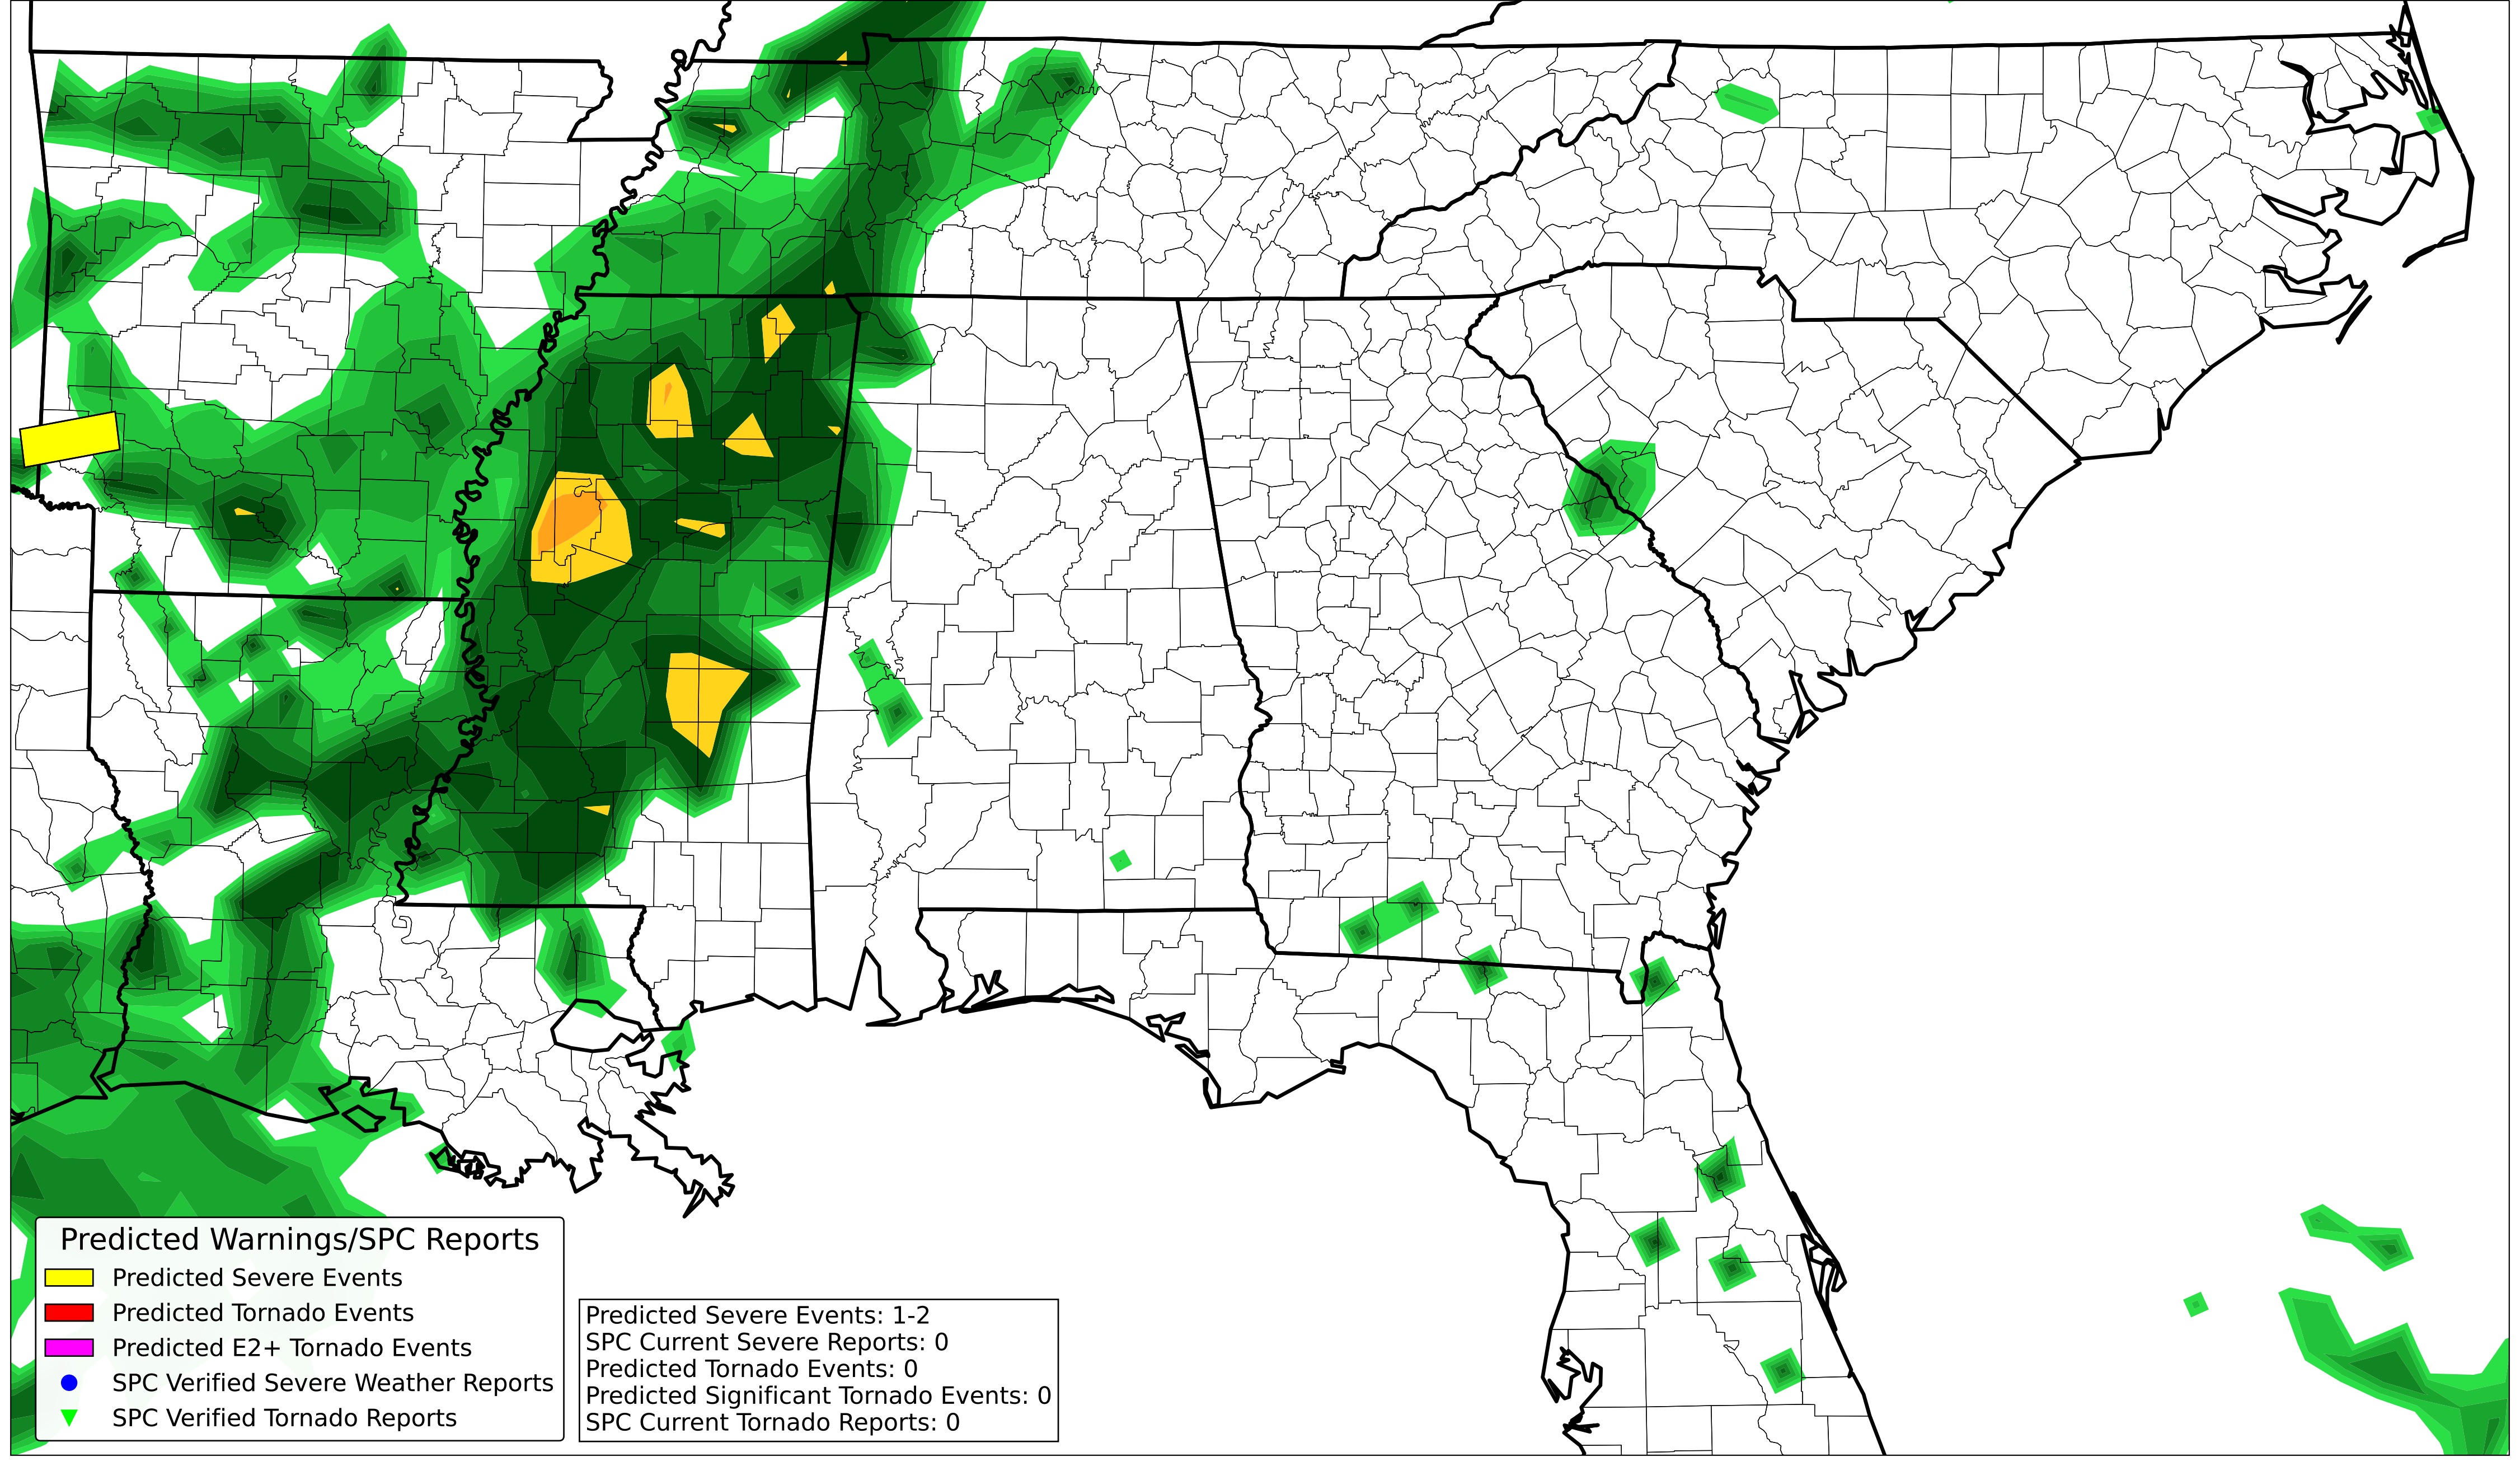 Predicted Warnings/SPC Reports
Predicted Severe Events
Predicted Tornado Events
Predicted E2+ Tornado Events
SPC Verified Severe Weather Reports
SPC Verified Tornado Reports
Predicted Severe Events: 1-2
SPC Current Severe Reports: 0
Predicted Tornado Events: 0
Predicted Significant Tornado Events: 0
SPC Current Tornado Reports: 0